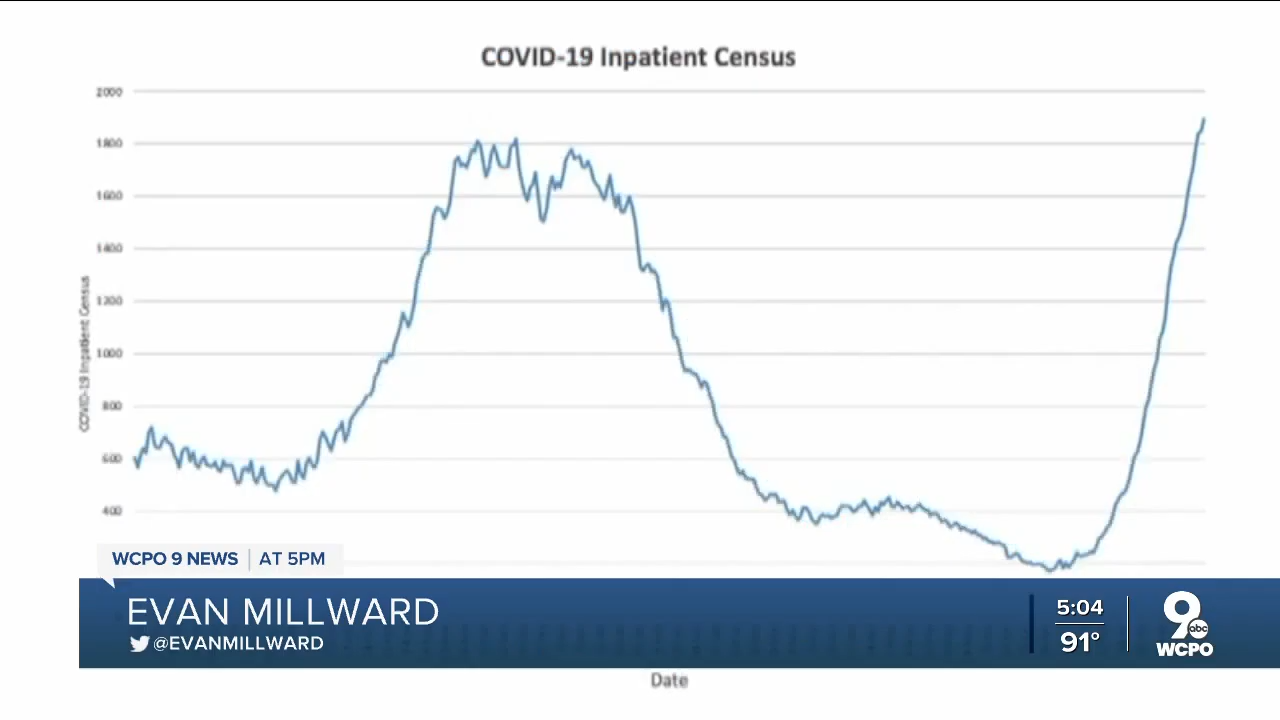 COVID-19 Inpatient Census
2000
1800
1600
1400
1200
1000
800
600
400
COVID-19 Inpatient Census
WCPO 9 NEWS | AT 5PM
EVAN MILLWARD
@EVANMILLWARD
5:04
91°
9
abc
WCPO
Date